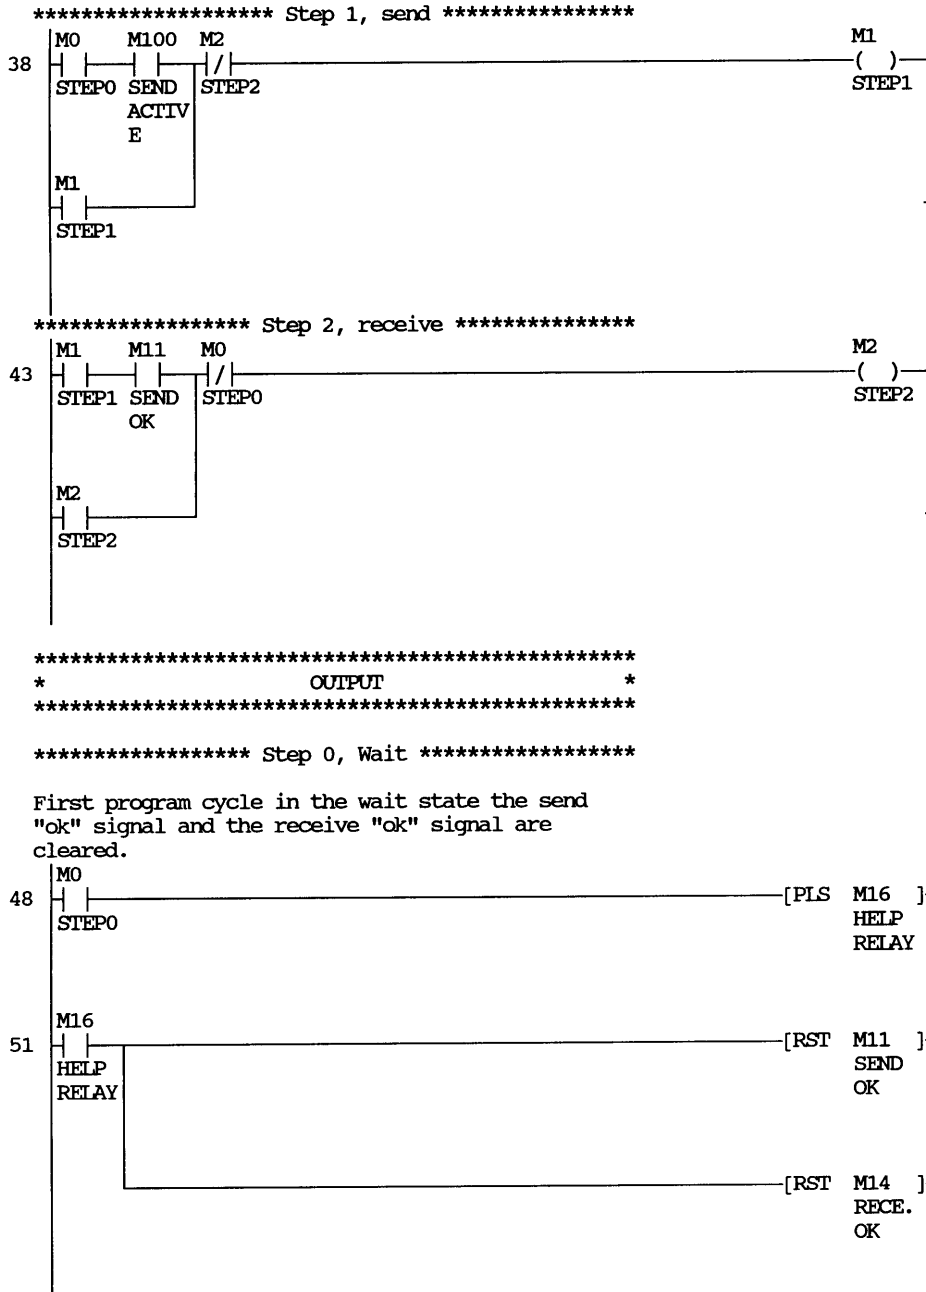 ******************** Step 1, send ****************
M0 M100 M2 M1
38 ( )
STEP0 SEND STEP2 STEP1
ACTIV
E
M1
STEP1
****************** Step 2, receive ***************
M1 M11 M0 M2
43 ( )
STEP1 SEND STEP0 STEP2
OK
M2
STEP2
**************************************************
* OUTPUT *
**************************************************
****************** Step 0, Wait ******************
First program cycle in the wait state the send
"ok" signal and the receive "ok" signal are
cleared.
M0
48 [PLS M16 ]
STEP0 HELP
RELAY
M16
51 [RST M11 ]
HELP SEND
RELAY OK
[RST M14 ]
RECE.
OK